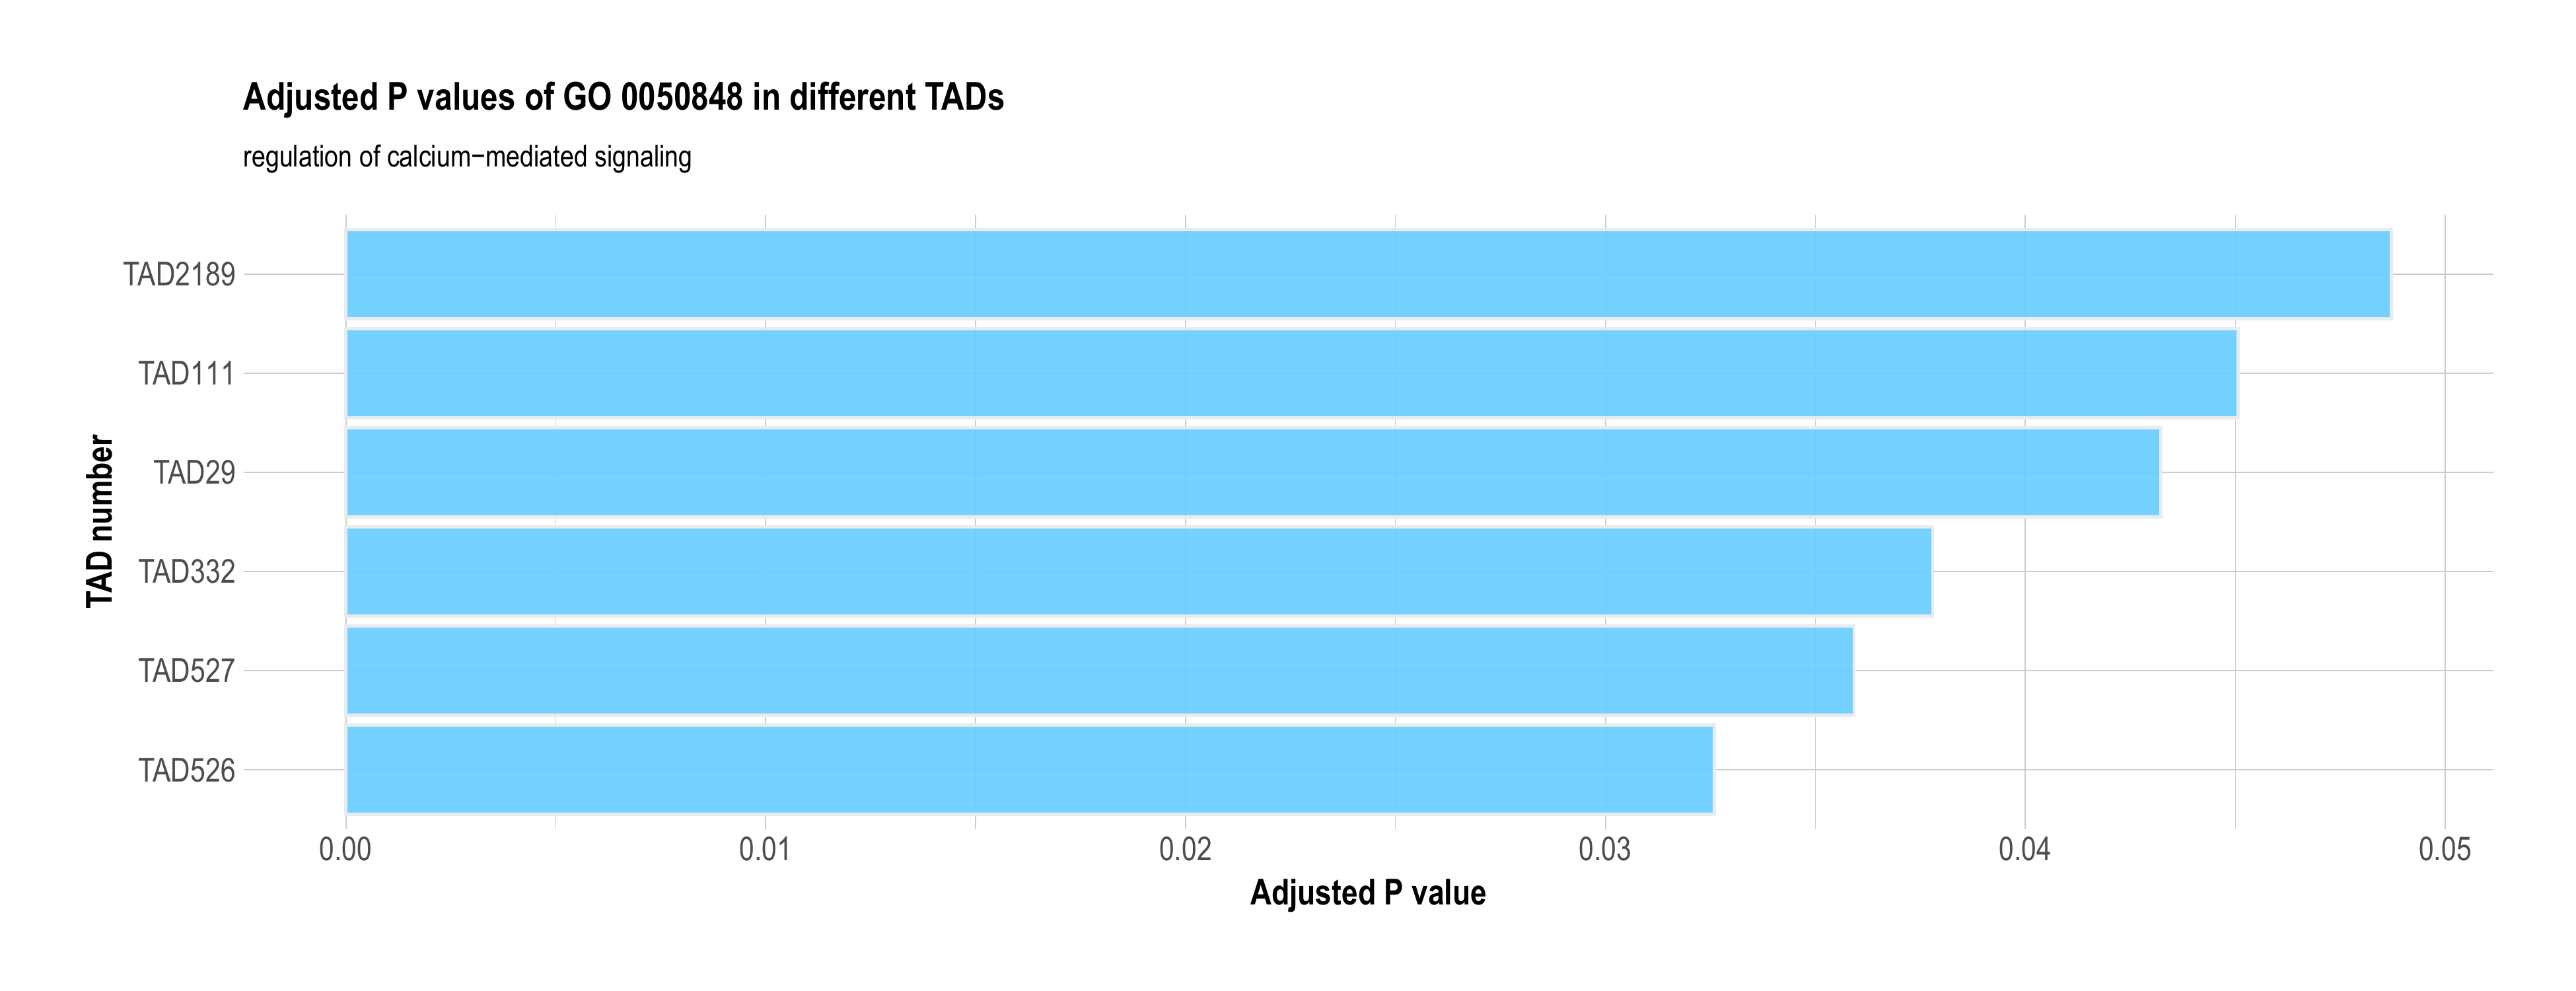 Adjusted P values of GO 0050848 in different TADs
regulation of calcium−mediated signaling
TAD number
TAD2189
TAD111
TAD29
TAD332
TAD527
TAD526
0.00 0.01 0.02 0.03 0.04 0.05
Adjusted P value